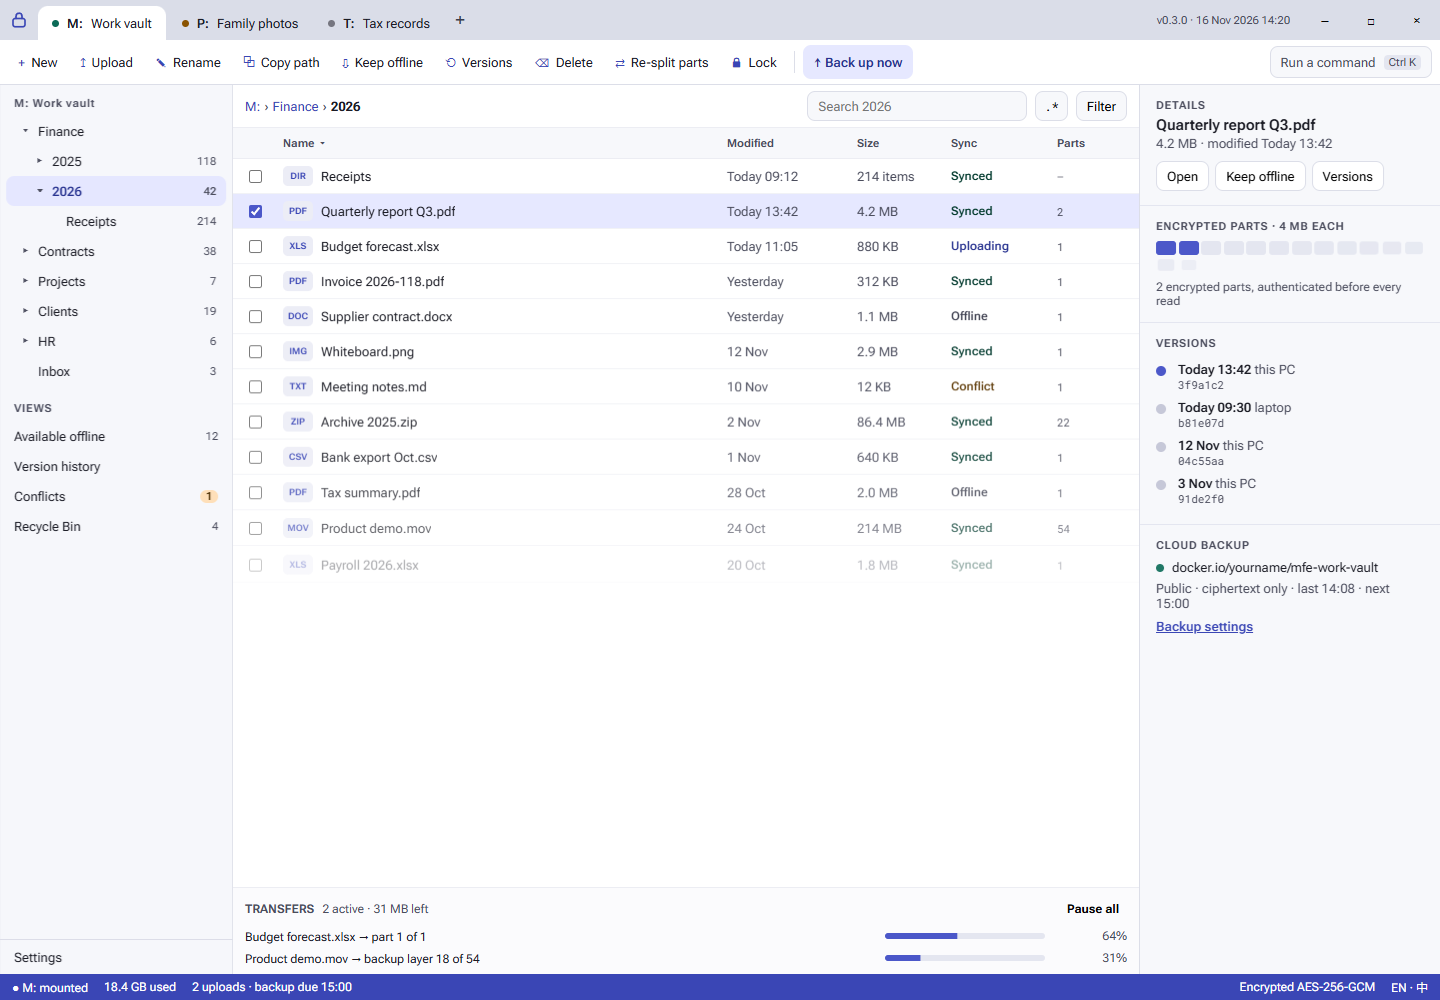 M: Work vault
P: Family photos
T: Tax records
+
v0.3.0 · 16 Nov 2026 14:20
+ New
↥ Upload
Rename
Copy path
⇩ Keep offline
Versions
⌫ Delete
⇄ Re-split parts
Lock
↑ Back up now
Run a command Ctrl K
M: Work vault
Finance
2025 118
2026 42
Receipts 214
Contracts 38
Projects 7
Clients 19
HR 6
Inbox 3
VIEWS
Available offline 12
Version history
Conflicts 1
Recycle Bin 4
Settings
M: › Finance › 2026
Search 2026
.*
Filter
Name Modified Size Sync Parts
DIR Receipts Today 09:12 214 items Synced –
PDF Quarterly report Q3.pdf Today 13:42 4.2 MB Synced 2
XLS Budget forecast.xlsx Today 11:05 880 KB Uploading 1
PDF Invoice 2026-118.pdf Yesterday 312 KB Synced 1
DOC Supplier contract.docx Yesterday 1.1 MB Offline 1
IMG Whiteboard.png 12 Nov 2.9 MB Synced 1
TXT Meeting notes.md 10 Nov 12 KB Conflict 1
ZIP Archive 2025.zip 2 Nov 86.4 MB Synced 22
CSV Bank export Oct.csv 1 Nov 640 KB Synced 1
PDF Tax summary.pdf 28 Oct 2.0 MB Offline 1
MOV Product demo.mov 24 Oct 214 MB Synced 54
XLS Payroll 2026.xlsx 20 Oct 1.8 MB Synced 1
TRANSFERS 2 active · 31 MB left Pause all
Budget forecast.xlsx → part 1 of 1 64%
Product demo.mov → backup layer 18 of 54 31%
DETAILS
Quarterly report Q3.pdf
4.2 MB · modified Today 13:42
Open
Keep offline
Versions
ENCRYPTED PARTS · 4 MB EACH
2 encrypted parts, authenticated before every
read
VERSIONS
Today 13:42 this PC
3f9a1c2
Today 09:30 laptop
b81e07d
12 Nov this PC
04c55aa
3 Nov this PC
91de2f0
CLOUD BACKUP
docker.io/yourname/mfe-work-vault
Public · ciphertext only · last 14:08 · next
15:00
Backup settings
● M: mounted 18.4 GB used 2 uploads · backup due 15:00 Encrypted AES-256-GCM EN · 中